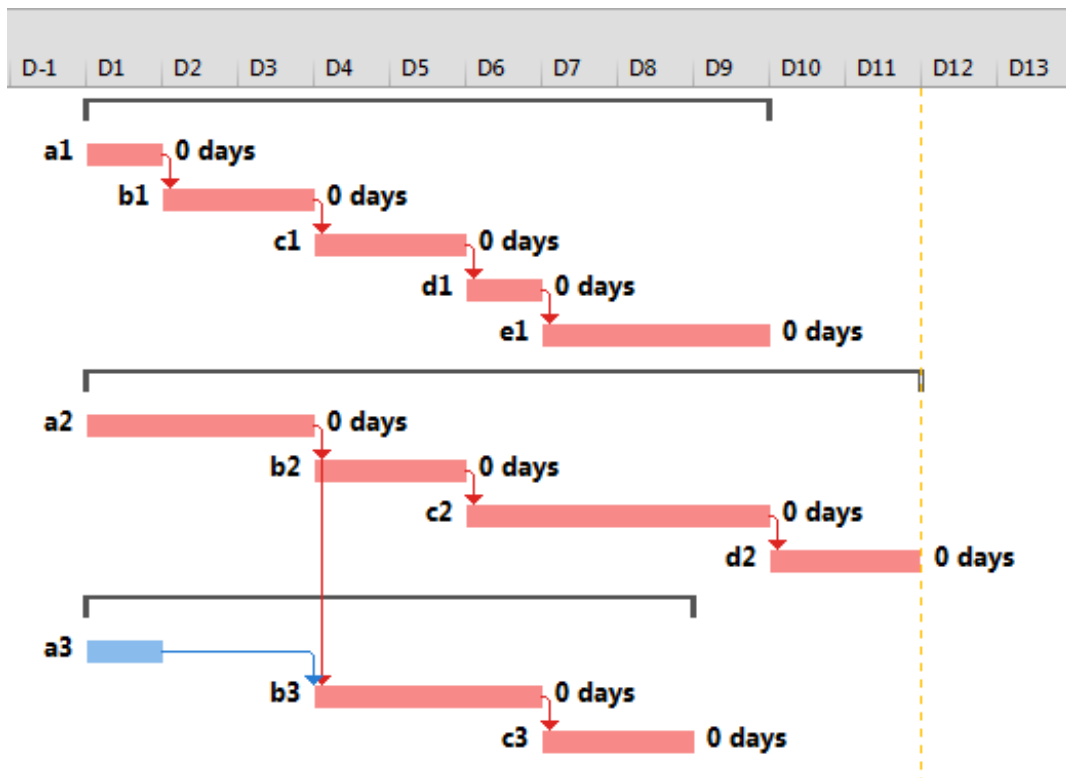 D-1 D1 D2 D3 D4 D5 D6 D7 D8 D9 D10 D11 D12 D13
a1 0 days
b1 0 days
c1 0 days
d1 0 days
e1 0 days
a2 0 days
b2 0 days
c2 0 days
d2 0 days
a3
b3 0 days
c3 0 days